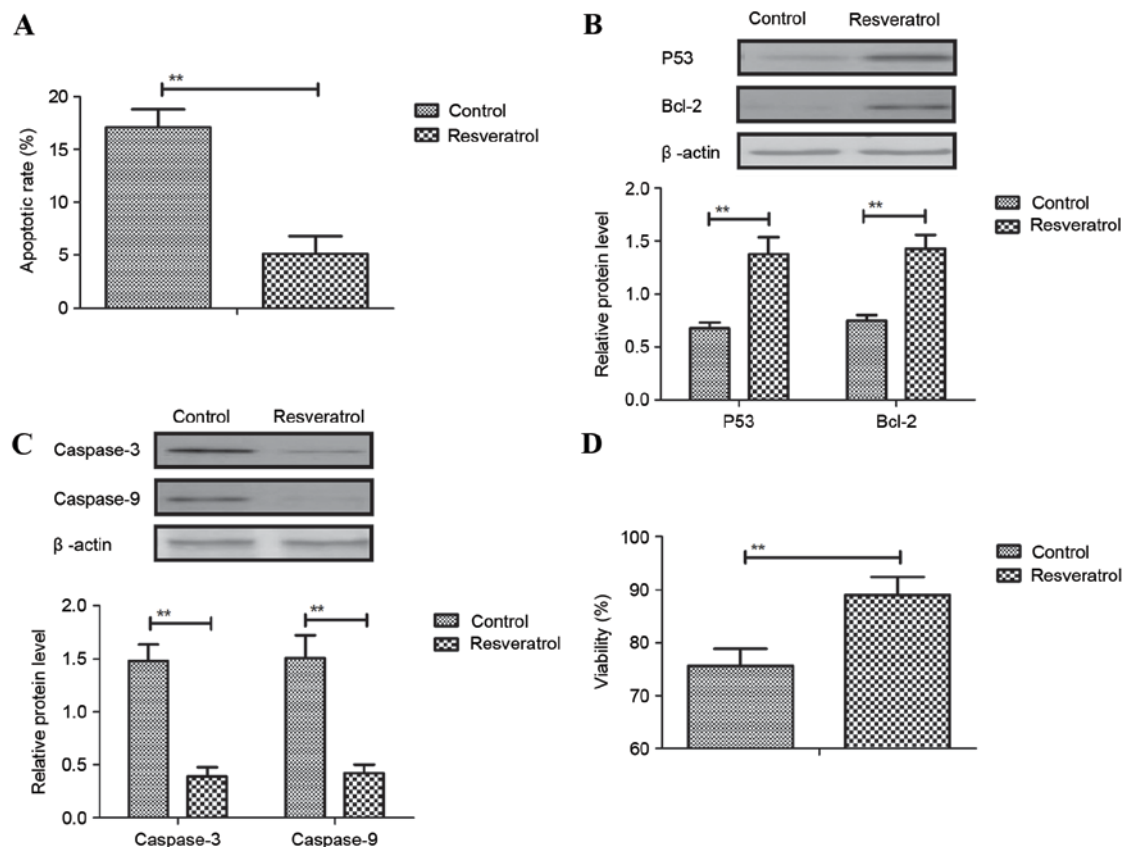 A
**
20
15
10
5
0
Apoptotic rate (%)
Control
Resveratrol
B
Control Resveratrol
P53
Bcl-2
β -actin
2.0
1.5
1.0
0.5
0.0
Relative protein level
** **
P53 Bcl-2
Control
Resveratrol
C
Control Resveratrol
Caspase-3
Caspase-9
β -actin
2.0
1.5
1.0
0.5
0.0
Relative protein level
** **
Caspase-3 Caspase-9
Control
Resveratrol
D
100
90
80
70
60
Viability (%)
**
Control
Resveratrol